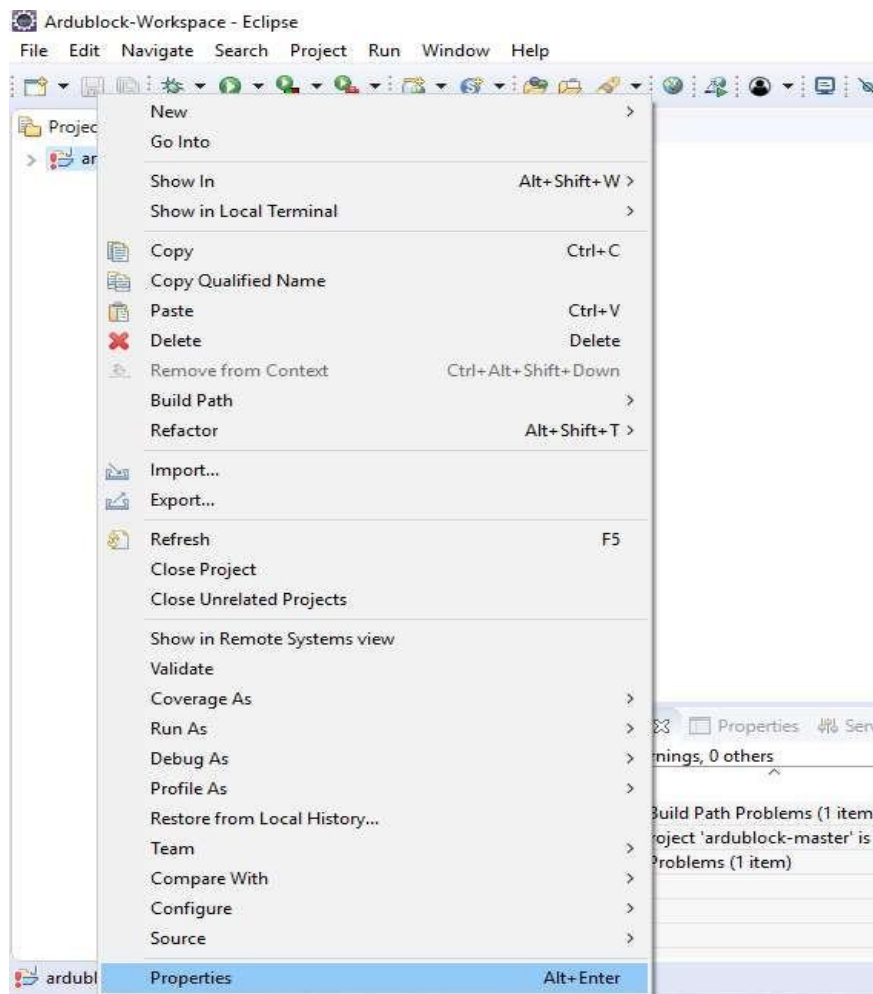 Ardublock-Workspace - Eclipse
File Edit Navigate Search Project Run Window Help
Projec
ar
New
Go Into
Show In Alt+Shift+W
Show in Local Terminal
Copy Ctrl+C
Copy Qualified Name
Paste Ctrl+V
Delete Delete
Remove from Context Ctrl+Alt+Shift+Down
Build Path
Refactor Alt+Shift+T
Import...
Export...
Refresh F5
Close Project
Close Unrelated Projects
Show in Remote Systems view
Validate
Coverage As
Run As
Debug As
Profile As
Restore from Local History...
Team
Compare With
Configure
Source
Properties Alt+Enter
Properties Serv
rnings, 0 others
Build Path Problems (1 item
roject 'ardublock-master' is
Problems (1 item)
ardubl